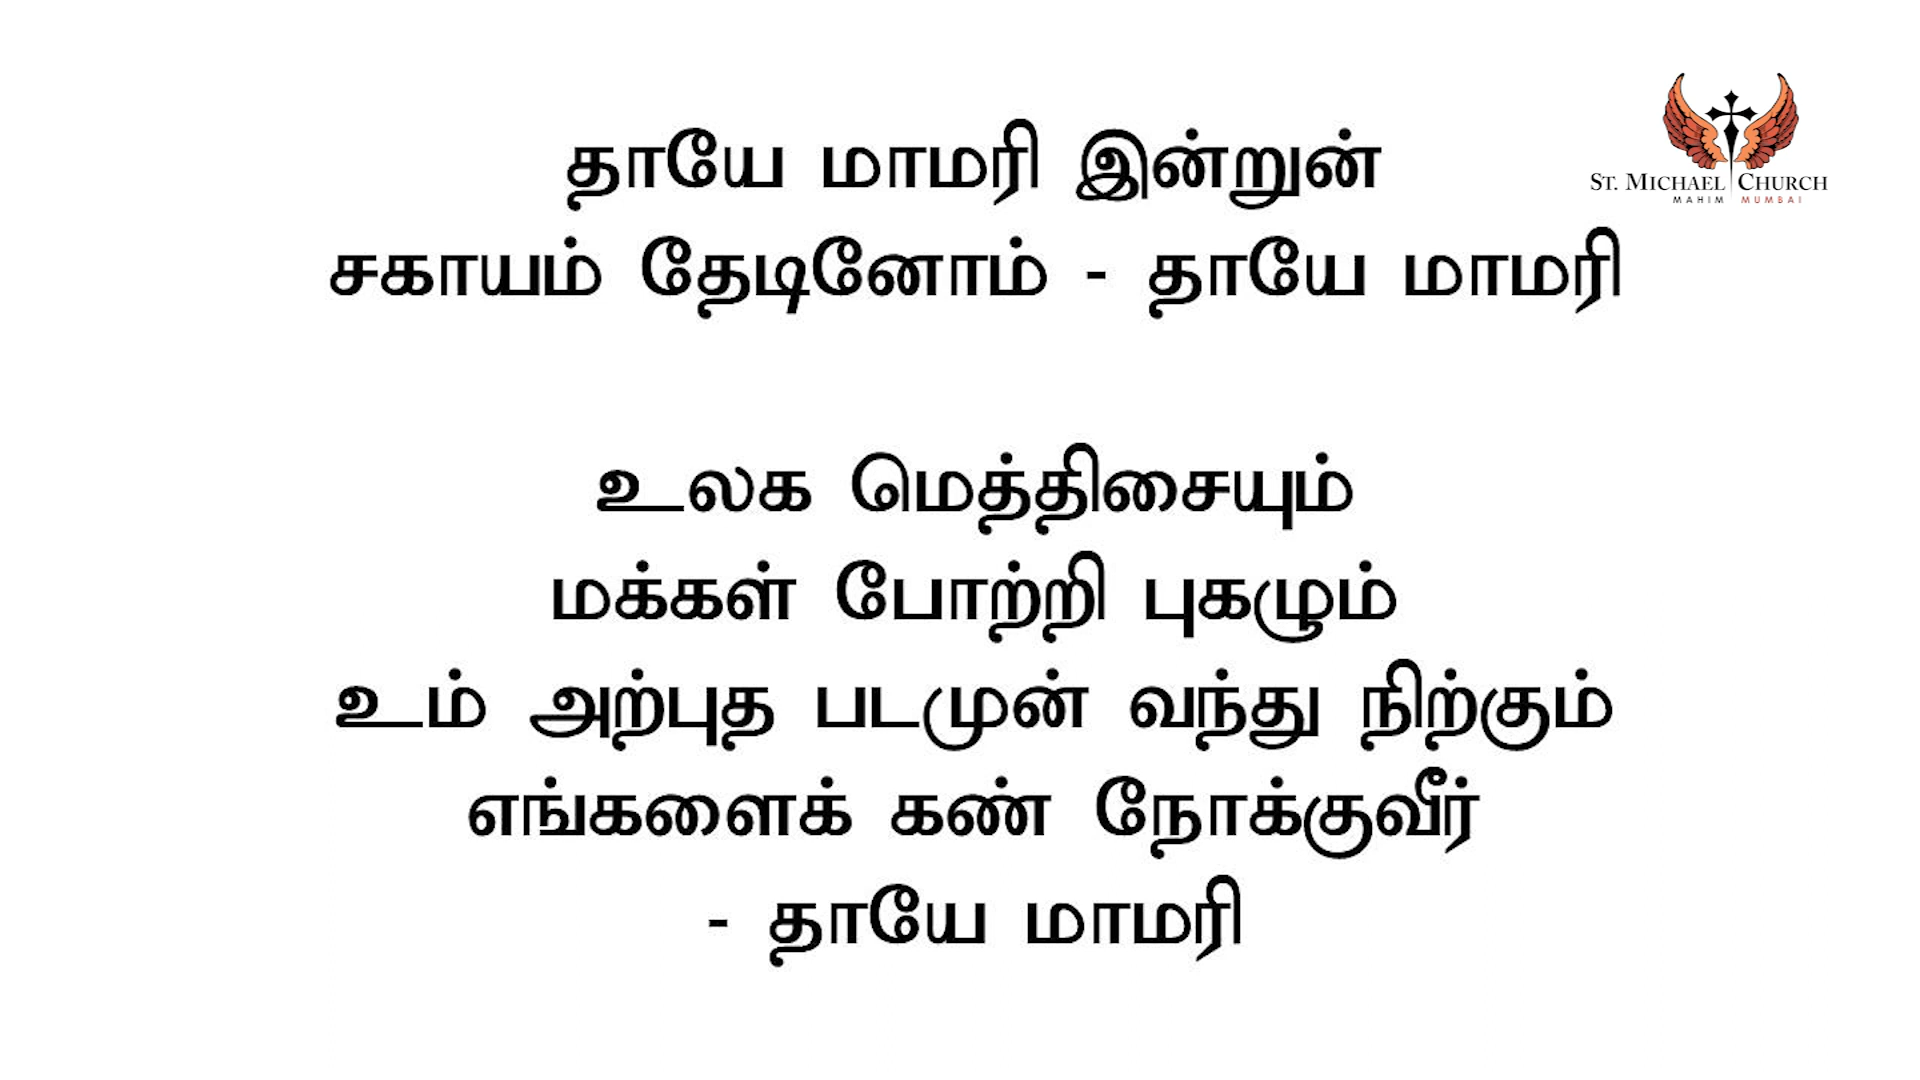 தாயே மாமரி இன்றுன்
சகாயம் தேடினோம் - தாயே மாமரி
உலக மெத்திசையும்
மக்கள் போற்றி புகழும்
உம் அற்புத படமுன் வந்து நிற்கும்
எங்களைக் கண் நோக்குவீர்
- தாயே மாமரி
ST. MICHAEL CHURCH
MAHIM MUMBAI